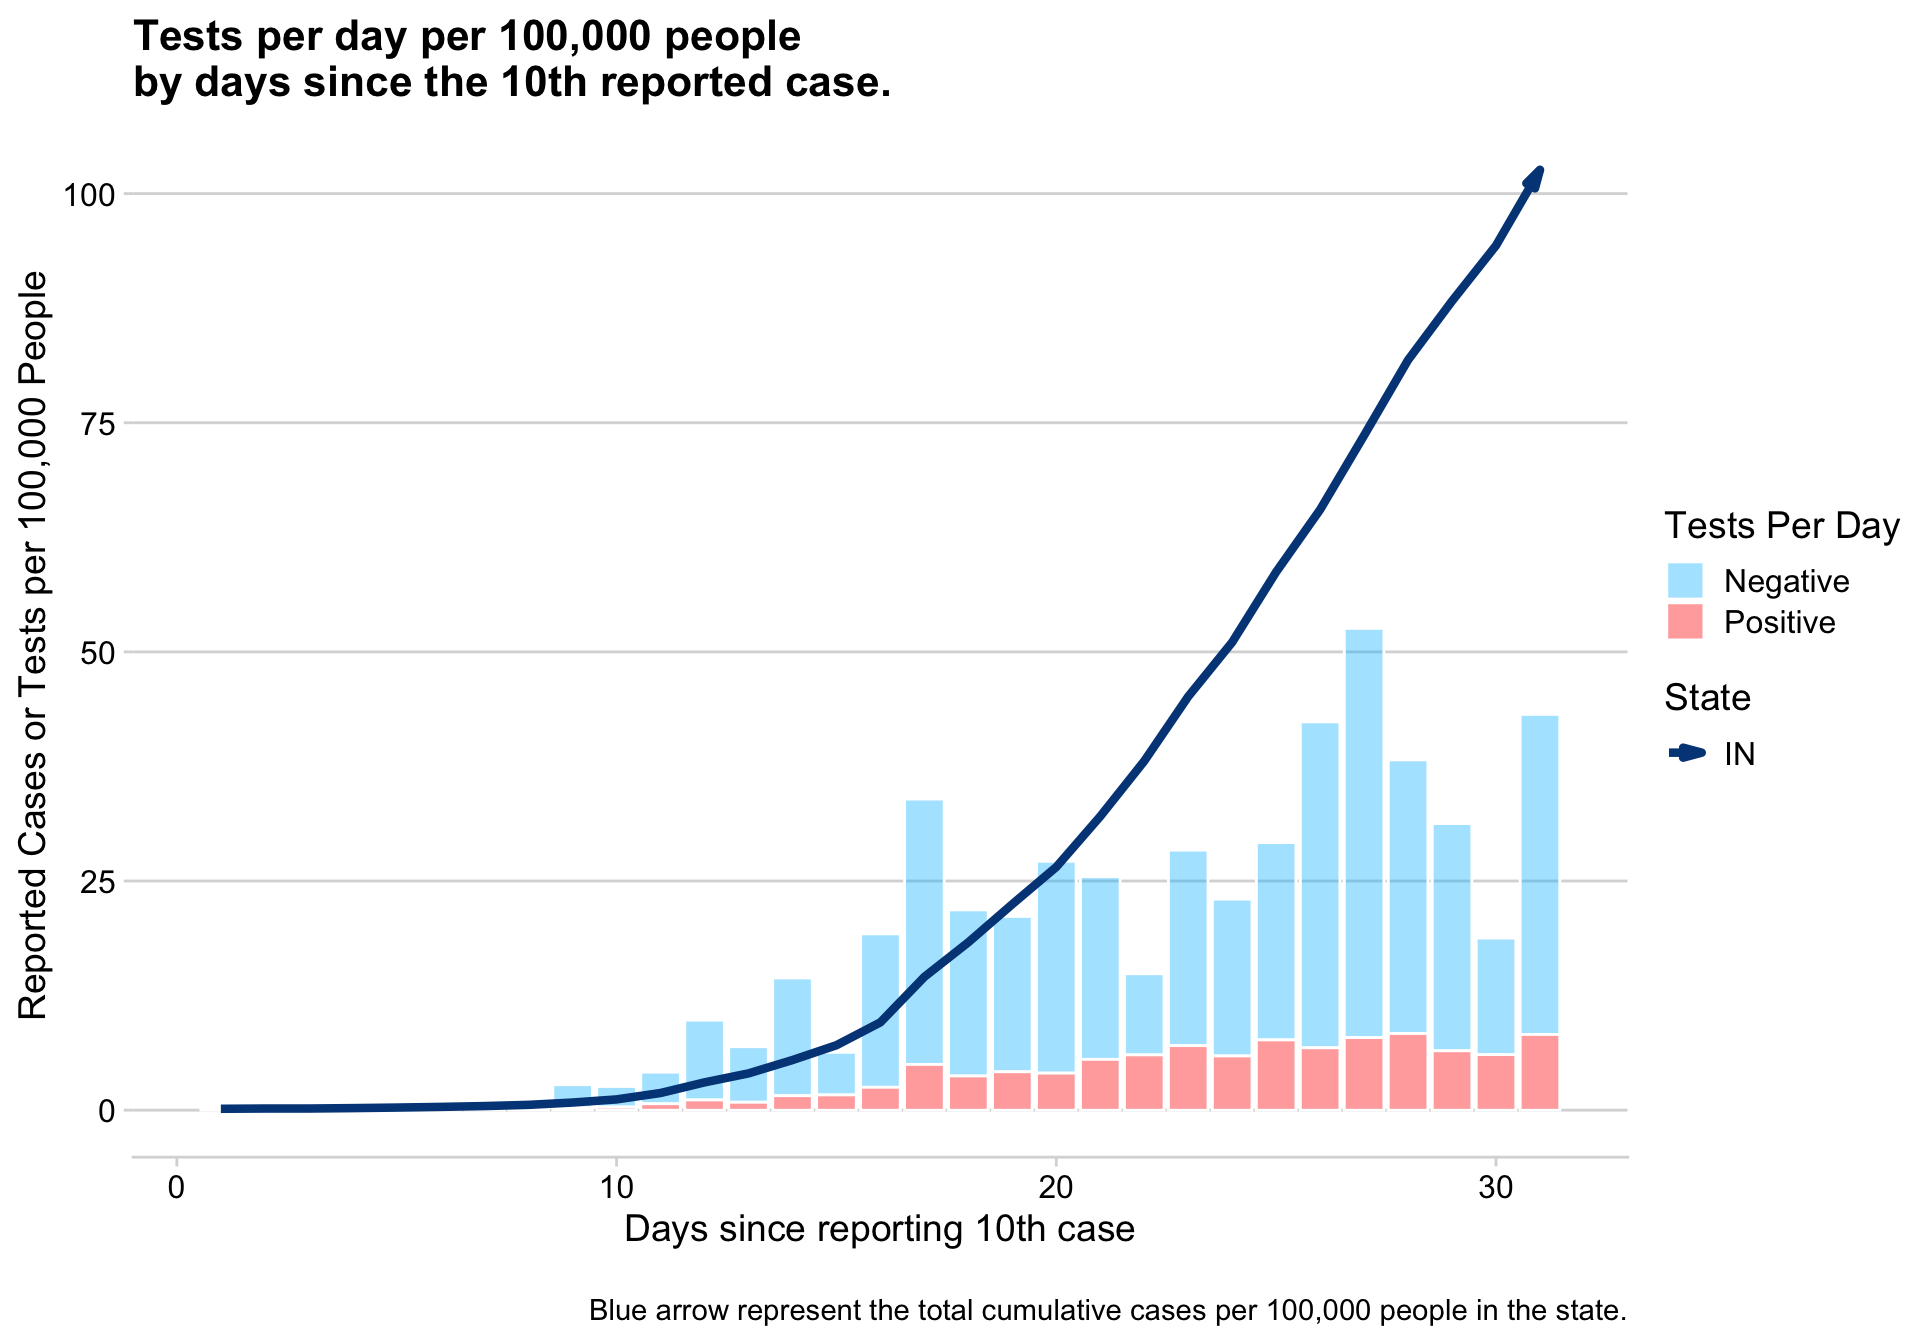 Tests per day per 100,000 people
by days since the 10th reported case.
Reported Cases or Tests per 100,000 People
100
75
50
25
0
0
10
20
30
Days since reporting 10th case
Tests Per Day
Negative
Positive
State
IN
Blue arrow represent the total cumulative cases per 100,000 people in the state.